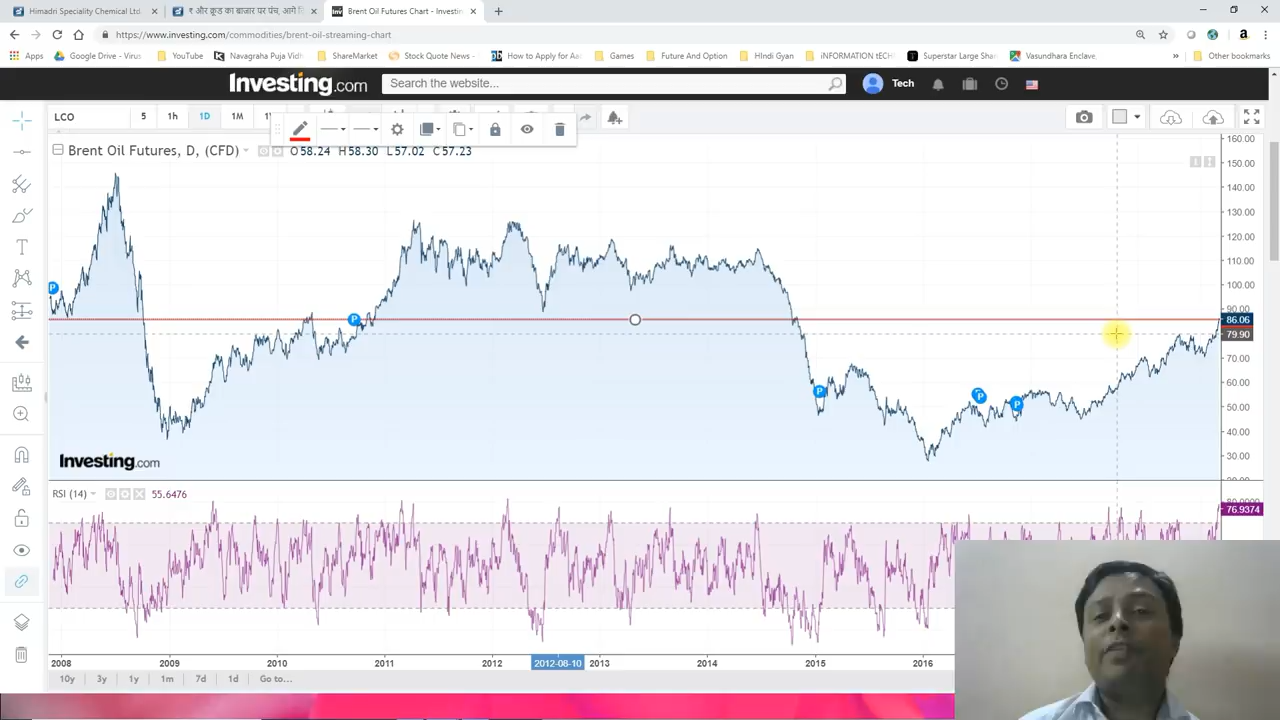 Himadri Speciality Chemical Ltd.
₹ और क्रूड का बाजार पर पंच, आगे
Brent Oil Futures Chart - Investin
https://www.investing.com/commodities/brent-oil-streaming-chart
Apps
Google Drive - Virus
YouTube
Navagraha Puja Vidh
ShareMarket
Stock Quote News -
How to Apply for Aad
Games
Future And Option
HIndi Gyan
iNFORMATION tECH
Superstar Large Shar
Vasundhara Enclave.
»
Other bookmarks
Investing.com
Search the website...
Tech
LCO
5
1h
1D
1M
Brent Oil Futures, D, (CFD)
O58.24 H58.30 L57.02 C57.23
160.00
150.00
140.00
130.00
120.00
110.00
100.00
90.00
86.06
79.90
70.00
60.00
50.00
40.00
30.00
Investing.com
RSI (14)
55.6476
76.9374
2008
2009
2010
2011
2012
2012-08-10
2013
2014
2015
2016
10y
3y
1y
1m
7d
1d
Go to...